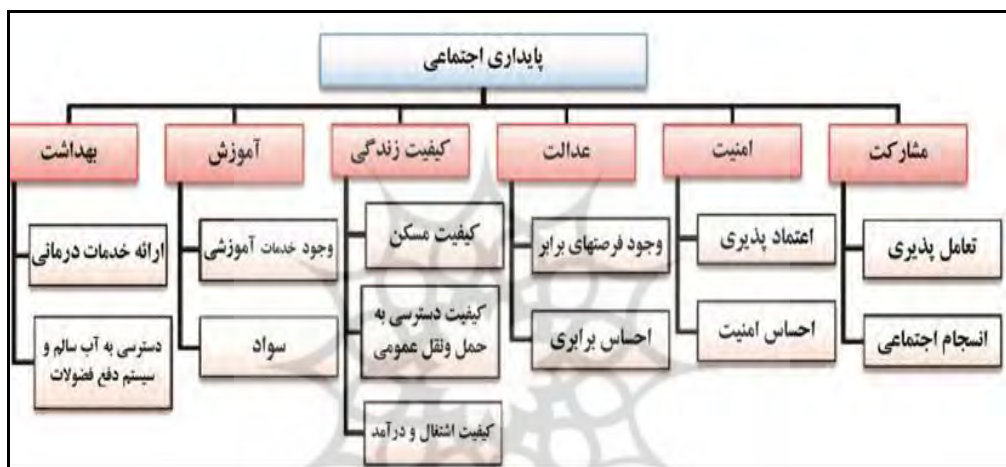 پایداری اجتماعی
مشارکت
امنیت
عدالت
کیفیت زندگی
آموزش
بهداشت
تعامل پذیری
انسجام اجتماعی
اعتماد پذیری
احساس امنیت
وجود فرصتهای برابر
احساس برابری
کیفیت مسکن
کیفیت دسترسی به
حمل ونقل عمومی
کیفیت اشتغال و درآمد
وجود خدمات آموزشی
سواد
ارائه خدمات درمانی
دسترسی به آب سالم و
سیستم دفع فضولات